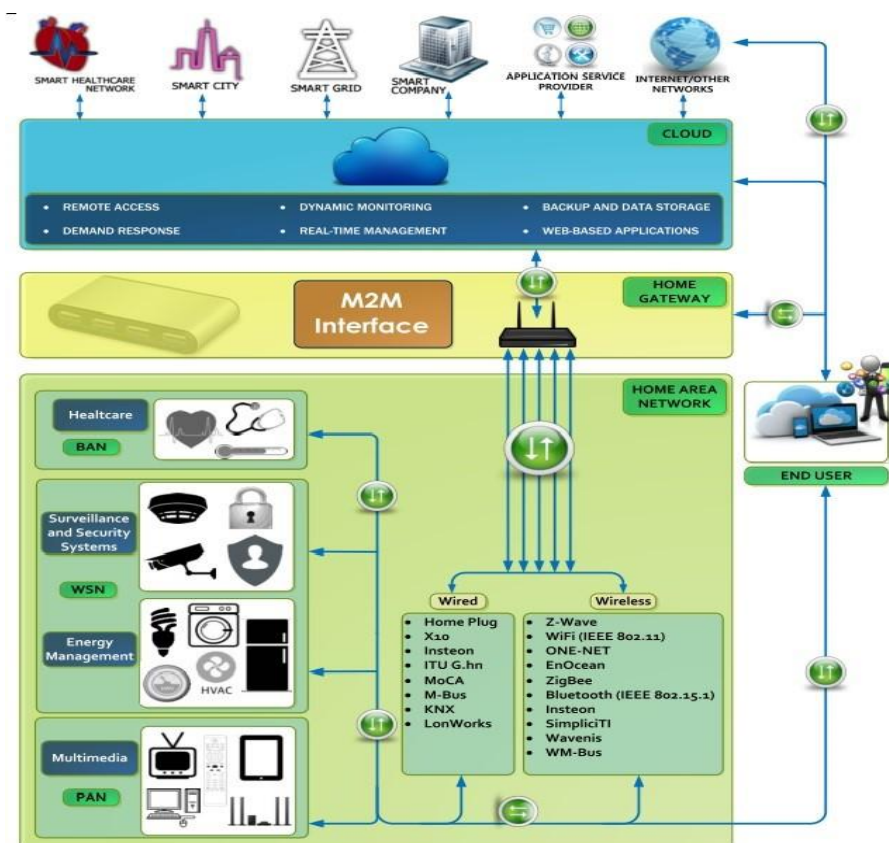 SMART HEALTHCARE
NETWORK
SMART CITY
SMART GRID
SMART
COMPANY
APPLICATION SERVICE
PROVIDER
INTERNET/OTHER
NETWORKS
CLOUD
• REMOTE ACCESS
• DYNAMIC MONITORING
• BACKUP AND DATA STORAGE
• DEMAND RESPONSE
• REAL-TIME MANAGEMENT
• WEB-BASED APPLICATIONS
M2M
Interface
HOME
GATEWAY
HOME AREA
NETWORK
Healtcare
BAN
Surveillance
and Security
Systems
WSN
Energy
Management
HVAC
Multimedia
PAN
Wired
• Home Plug
• X10
• Insteon
• ITU G.hn
• MoCA
• M-Bus
• KNX
• LonWorks
Wireless
• Z-Wave
• WiFi (IEEE 802.11)
• ONE-NET
• EnOcean
• ZigBee
• Bluetooth (IEEE 802.15.1)
• Insteon
• SimpliciTI
• Wavenis
• WM-Bus
END USER